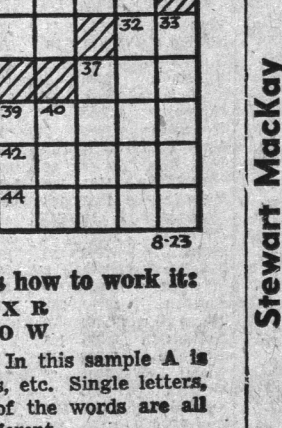 32 33
37
39 40
42
44
8-23
s how to work it:
X R
O W
In this sample A is
s, etc. Single letters,
of the words are all
Stewart MacKay